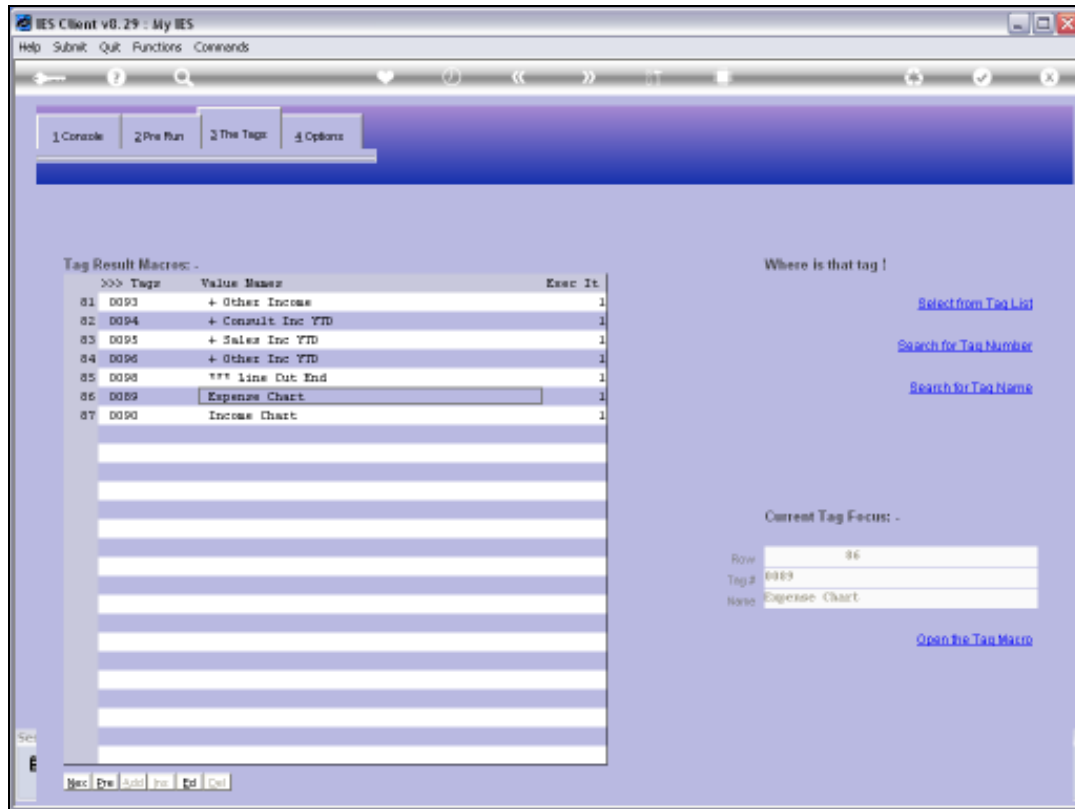 IES Client v8.29 : My IES
Help Submit Quit Functions Commands
1 Console 2 Pre Run 3 The Tags 4 Options
Tag Result Macros: -
>>> Tags Value Names Exec It
81 0093 + Other Income 1
82 0094 + Consult Inc YTD 1
83 0095 + Sales Inc YTD 1
84 0096 + Other Inc YTD 1
85 0098 *** Line Cut End 1
86 0089 Expense Chart 1
87 0090 Income Chart 1
Where is that tag !
Select from Tag List
Search for Tag Number
Search for Tag Name
Current Tag Focus: -
Row 86
Tag # 0089
Name Expense Chart
Open the Tag Macro
Nex Pre Add Ins Ed Del